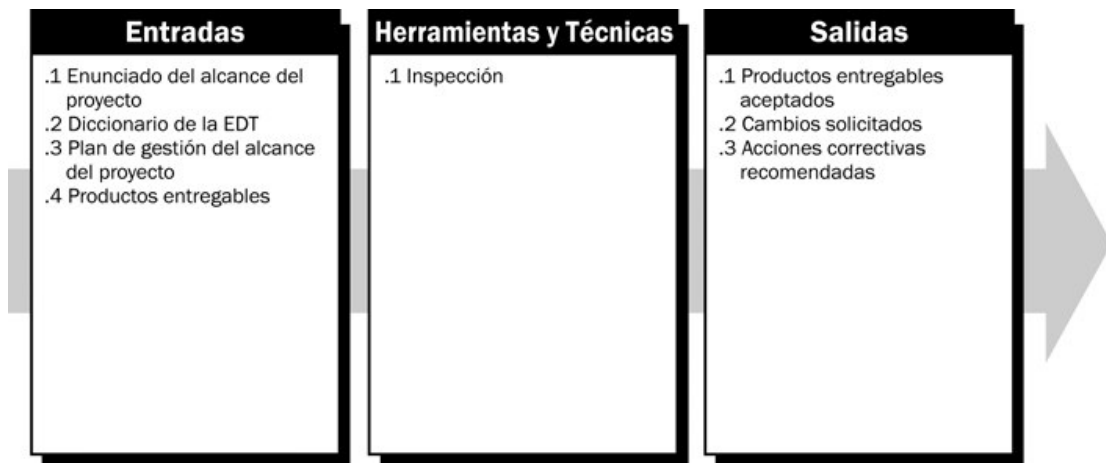 Entradas
.1 Enunciado del alcance del
proyecto
.2 Diccionario de la EDT
.3 Plan de gestión del alcance
del proyecto
.4 Productos entregables
Herramientas y Técnicas
.1 Inspección
Salidas
.1 Productos entregables
aceptados
.2 Cambios solicitados
.3 Acciones correctivas
recomendadas